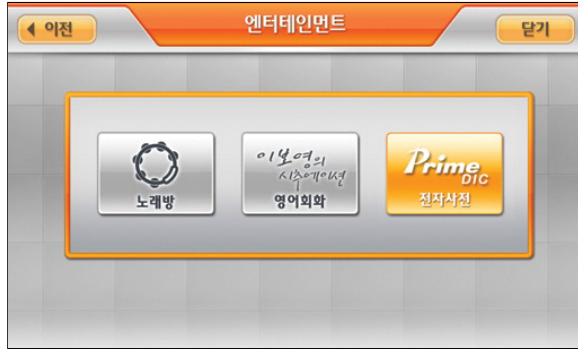 이전
엔터테인먼트
닫기
노래방
이보영의
시츄에이션
영어회화
Prime
DIC
전자사전